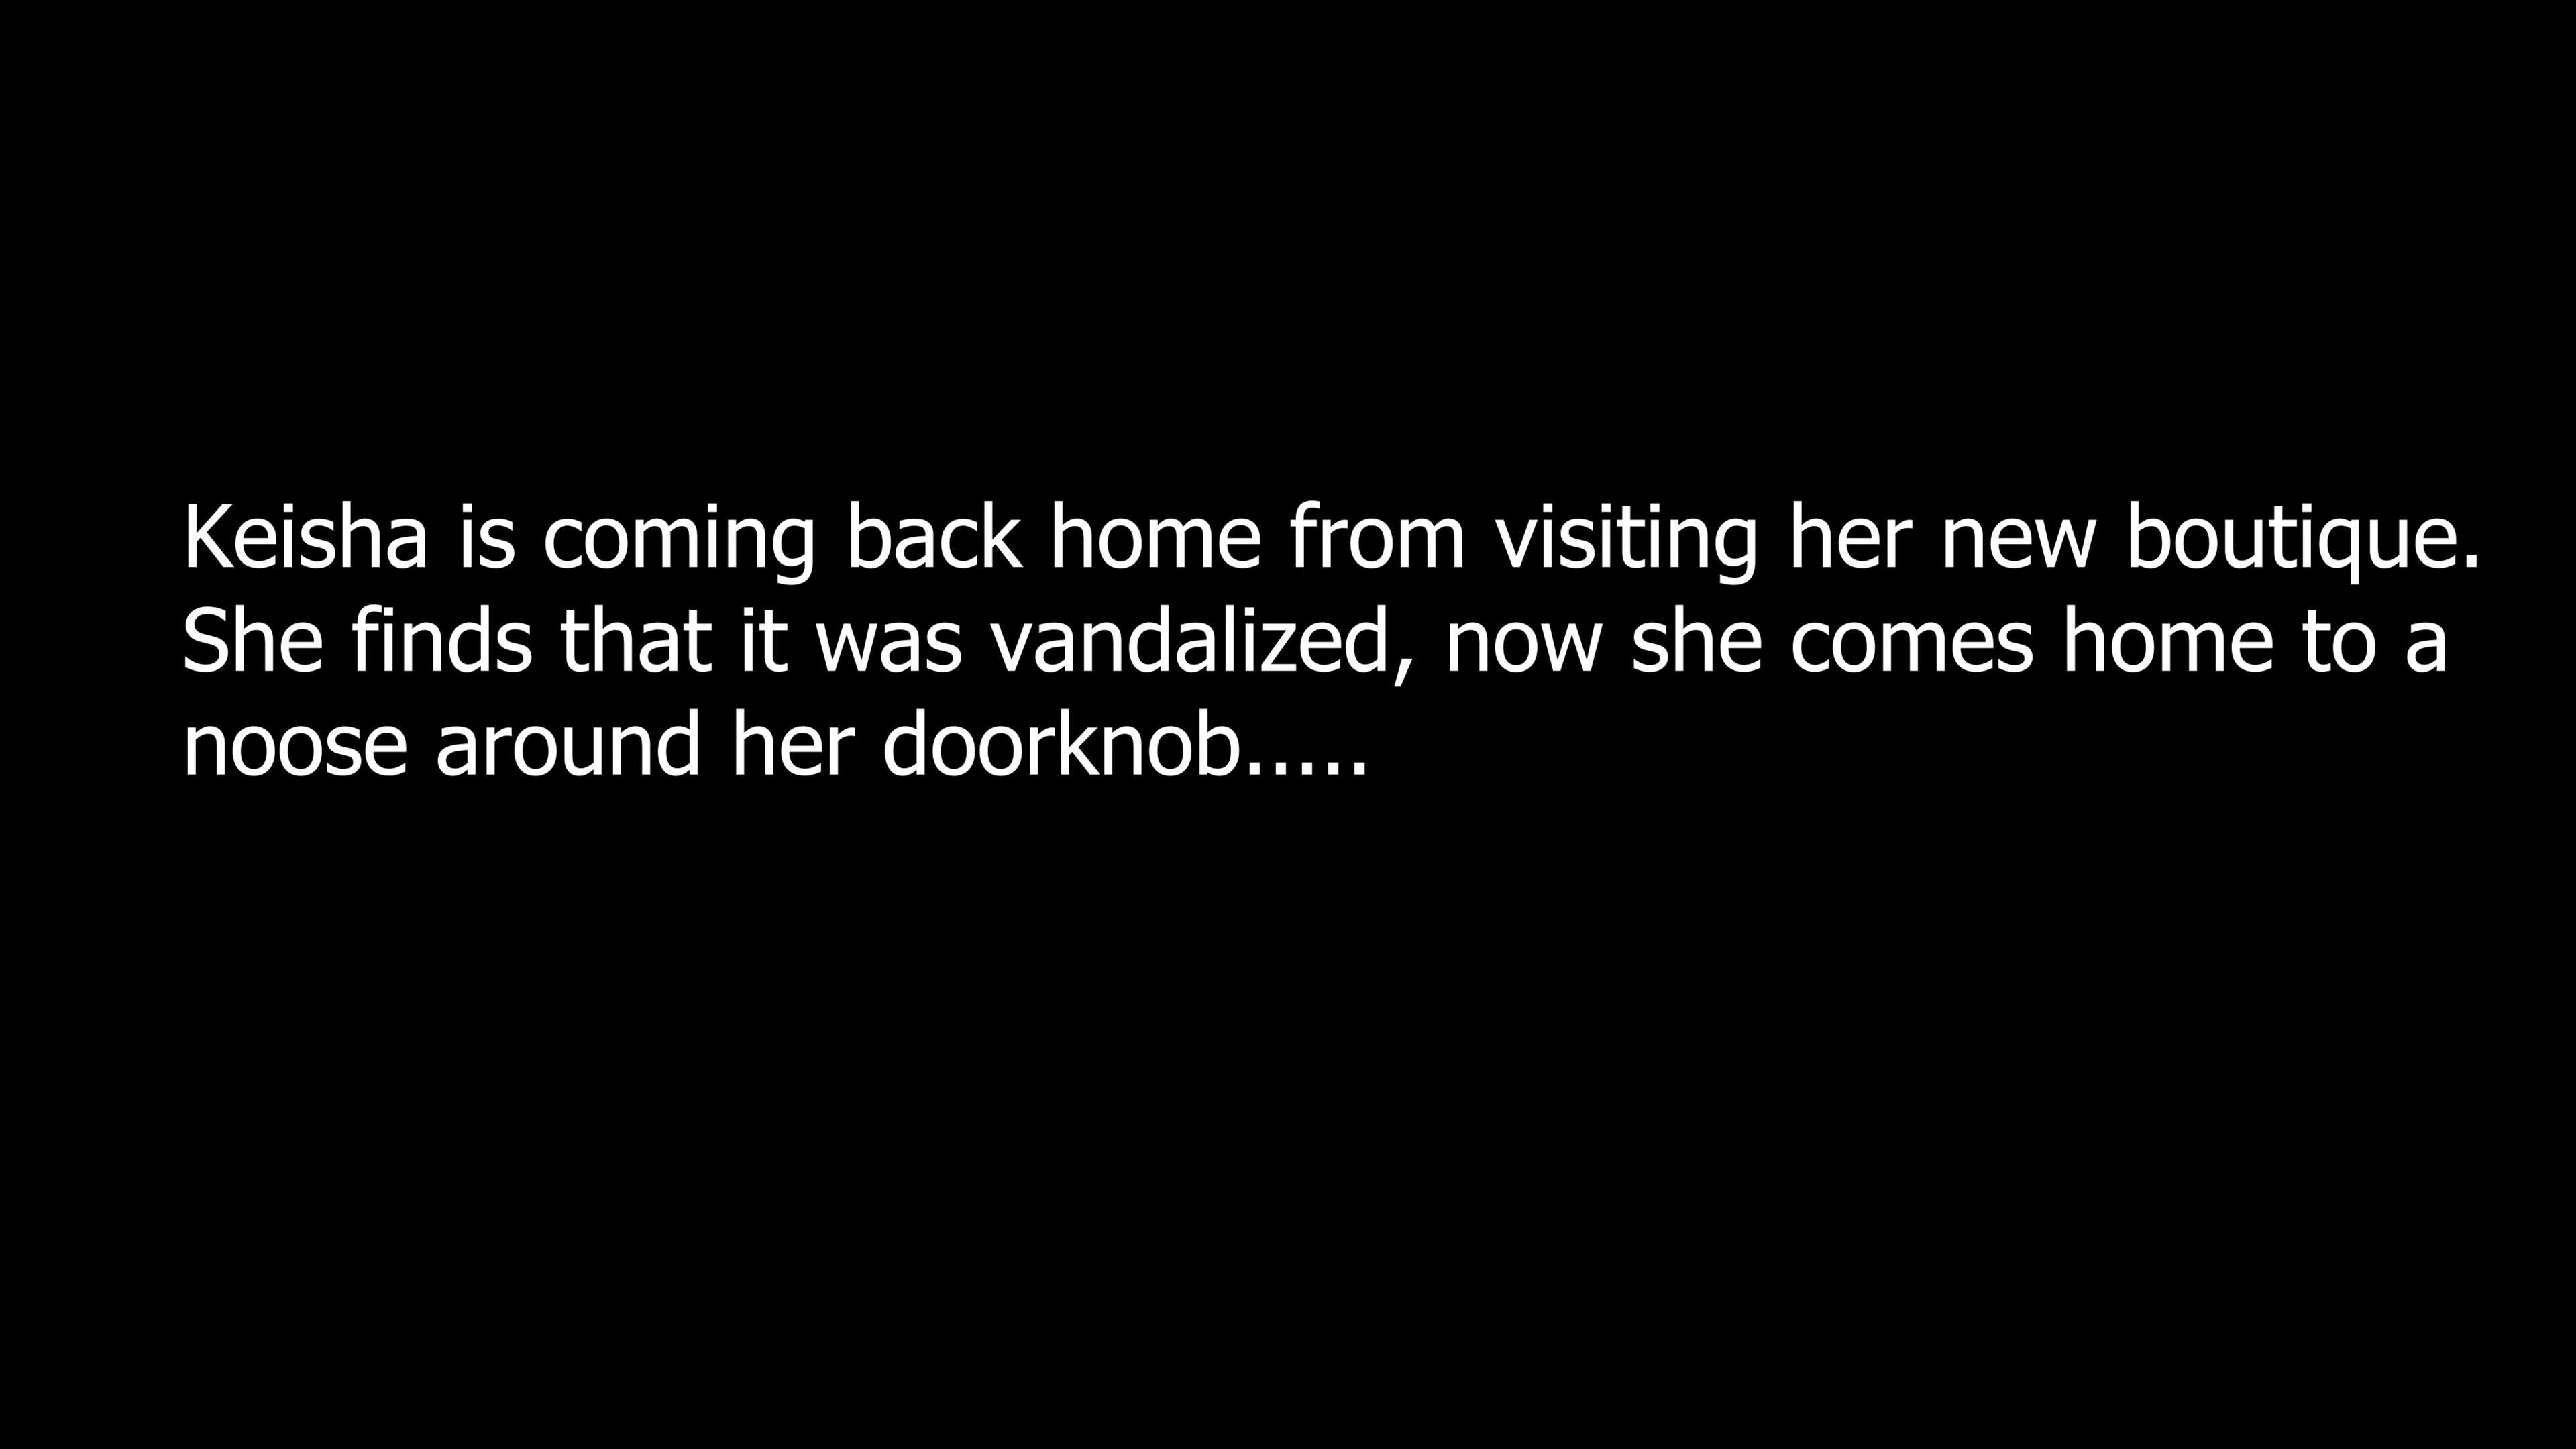 Keisha is coming back home from visiting her new boutique.
She finds that it was vandalized, now she comes home to a
noose around her doorknob.....